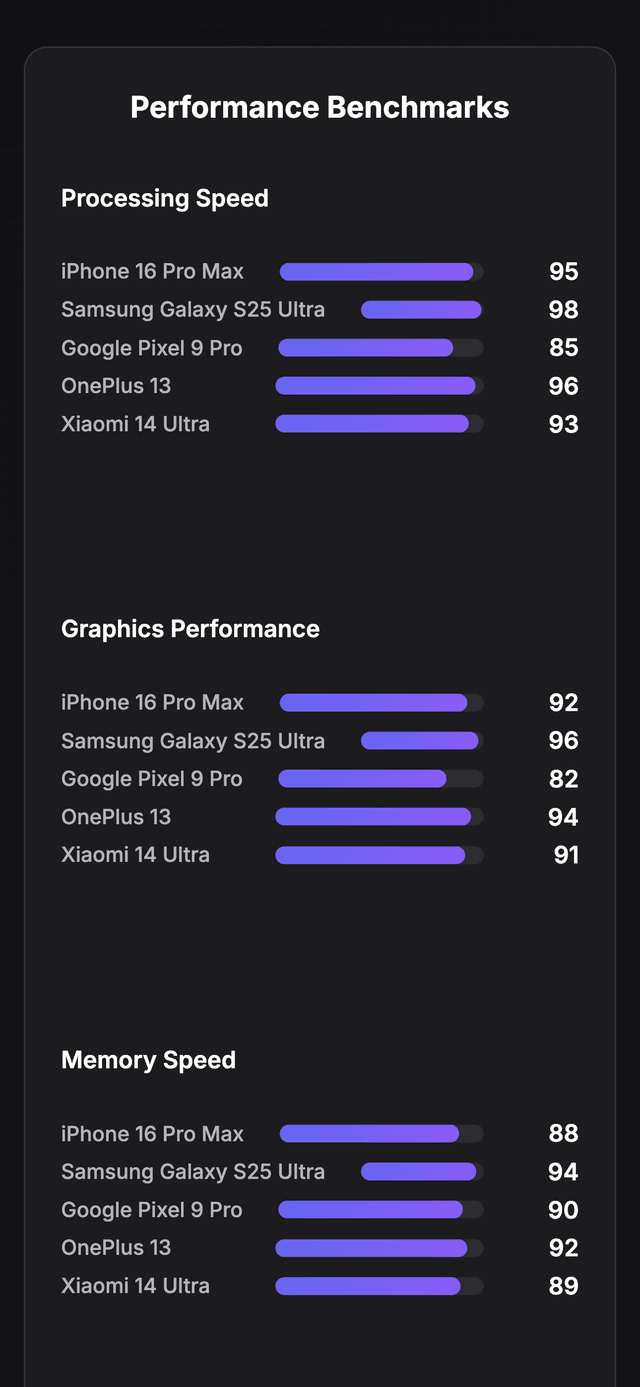 Performance Benchmarks
Processing Speed
iPhone 16 Pro Max 95
Samsung Galaxy S25 Ultra 98
Google Pixel 9 Pro 85
OnePlus 13 96
Xiaomi 14 Ultra 93
Graphics Performance
iPhone 16 Pro Max 92
Samsung Galaxy S25 Ultra 96
Google Pixel 9 Pro 82
OnePlus 13 94
Xiaomi 14 Ultra 91
Memory Speed
iPhone 16 Pro Max 88
Samsung Galaxy S25 Ultra 94
Google Pixel 9 Pro 90
OnePlus 13 92
Xiaomi 14 Ultra 89